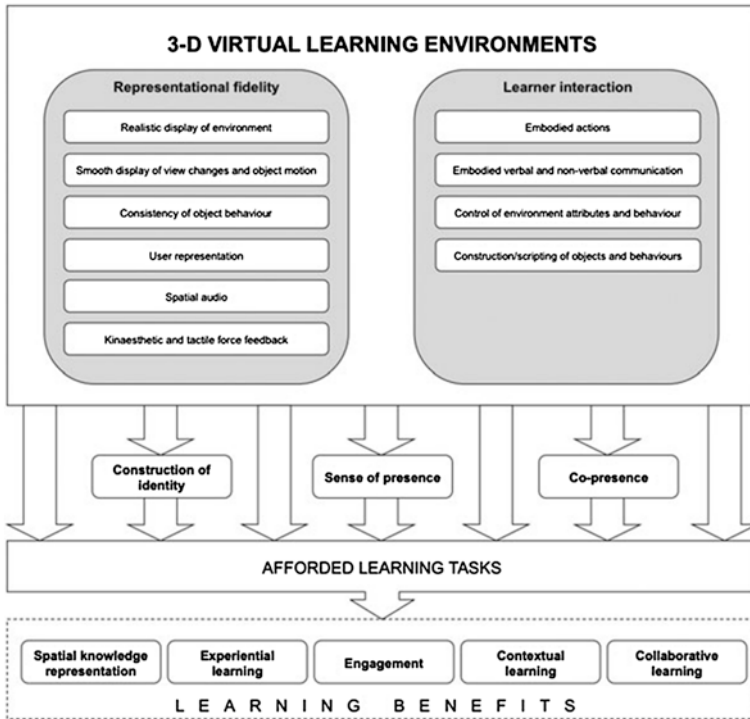 3-D VIRTUAL LEARNING ENVIRONMENTS
Representational fidelity
Realistic display of environment
Smooth display of view changes and object motion
Consistency of object behaviour
User representation
Spatial audio
Kinaesthetic and tactile force feedback
Learner interaction
Embodied actions
Embodied verbal and non-verbal communication
Control of environment attributes and behaviour
Construction/scripting of objects and behaviours
Construction of
identity
Sense of presence
Co-presence
AFFORDED LEARNING TASKS
Spatial knowledge
representation
Experiential
learning
Engagement
Contextual
learning
Collaborative
learning
LEARNING BENEFITS